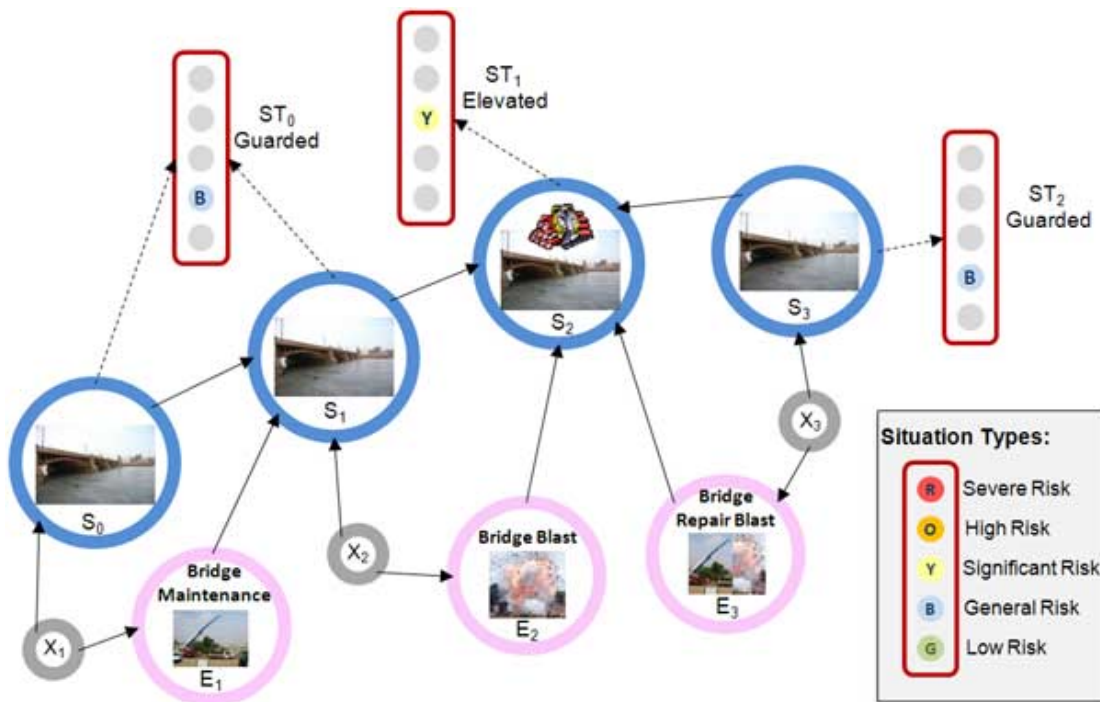 ST₀
Guarded
B
ST₁
Elevated
Y
ST₂
Guarded
B
S₀
S₁
S₂
S₃
X₁
X₂
X₃
Bridge
Maintenance
E₁
Bridge Blast
E₂
Bridge
Repair Blast
E₃
Situation Types:
R Severe Risk
O High Risk
Y Significant Risk
B General Risk
G Low Risk